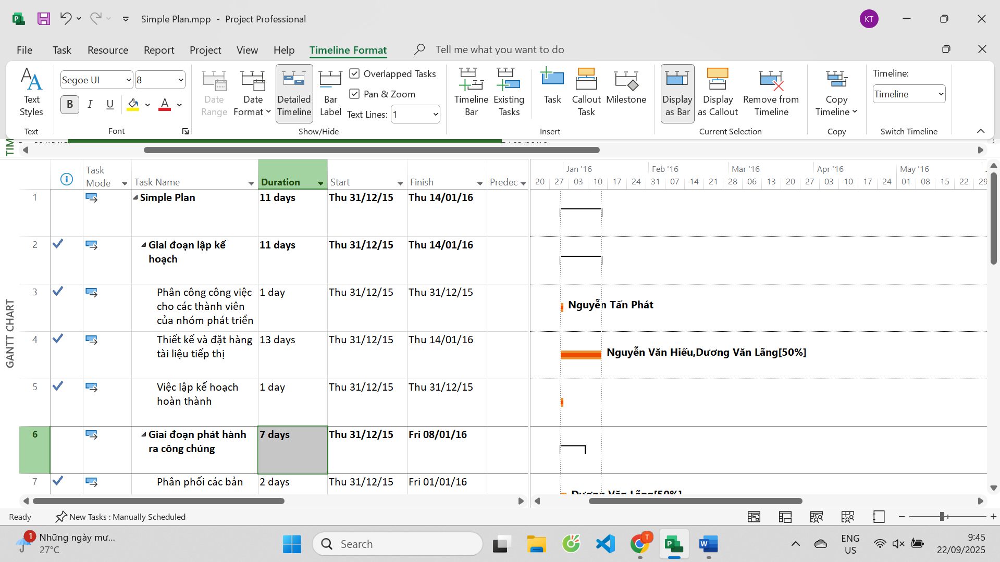 Simple Plan.mpp - Project Professional
KT
File Task Resource Report Project View Help Timeline Format Tell me what you want to do
Text Styles
Text
Segoe UI 8
B I U A
Font
Date Range
Date Format
Detailed Timeline
Bar Label
Overlapped Tasks
Pan & Zoom
Text Lines: 1
Show/Hide
Timeline Bar
Existing Tasks
Task
Callout Task
Milestone
Insert
Display as Bar
Display as Callout
Remove from Timeline
Current Selection
Copy Timeline
Copy
Timeline:
Timeline
Switch Timeline
TIM
GANTT CHART
Task Mode Task Name Duration Start Finish Predec
Jan '16 Feb '16 Mar '16 Apr '16 May '16
20 27 03 10 17 24 31 07 14 21 28 06 13 20 27 03 10 17 24 01 08 15 22 29
1 Simple Plan 11 days Thu 31/12/15 Thu 14/01/16
2 Giai đoạn lập kế hoạch 11 days Thu 31/12/15 Thu 14/01/16
3 Phân công công việc cho các thành viên của nhóm phát triển 1 day Thu 31/12/15 Thu 31/12/15
Nguyễn Tấn Phát
4 Thiết kế và đặt hàng tài liệu tiếp thị 13 days Thu 31/12/15 Thu 14/01/16
Nguyễn Văn Hiếu,Dương Văn Lãng[50%]
5 Việc lập kế hoạch hoàn thành 1 day Thu 31/12/15 Thu 31/12/15
6 Giai đoạn phát hành ra công chúng 7 days Thu 31/12/15 Fri 08/01/16
7 Phân phối các bản 2 days Thu 31/12/15 Fri 01/01/16
Dương Văn Lãng[50%]
Ready New Tasks : Manually Scheduled
1 Những ngày mư...
27°C
Search
T
ENG
US
9:45
22/09/2025